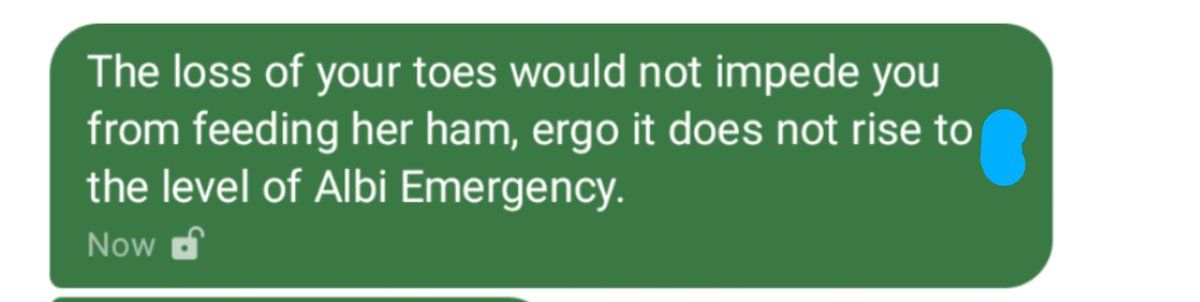 The loss of your toes would not impede you
from feeding her ham, ergo it does not rise to
the level of Albi Emergency.
Now